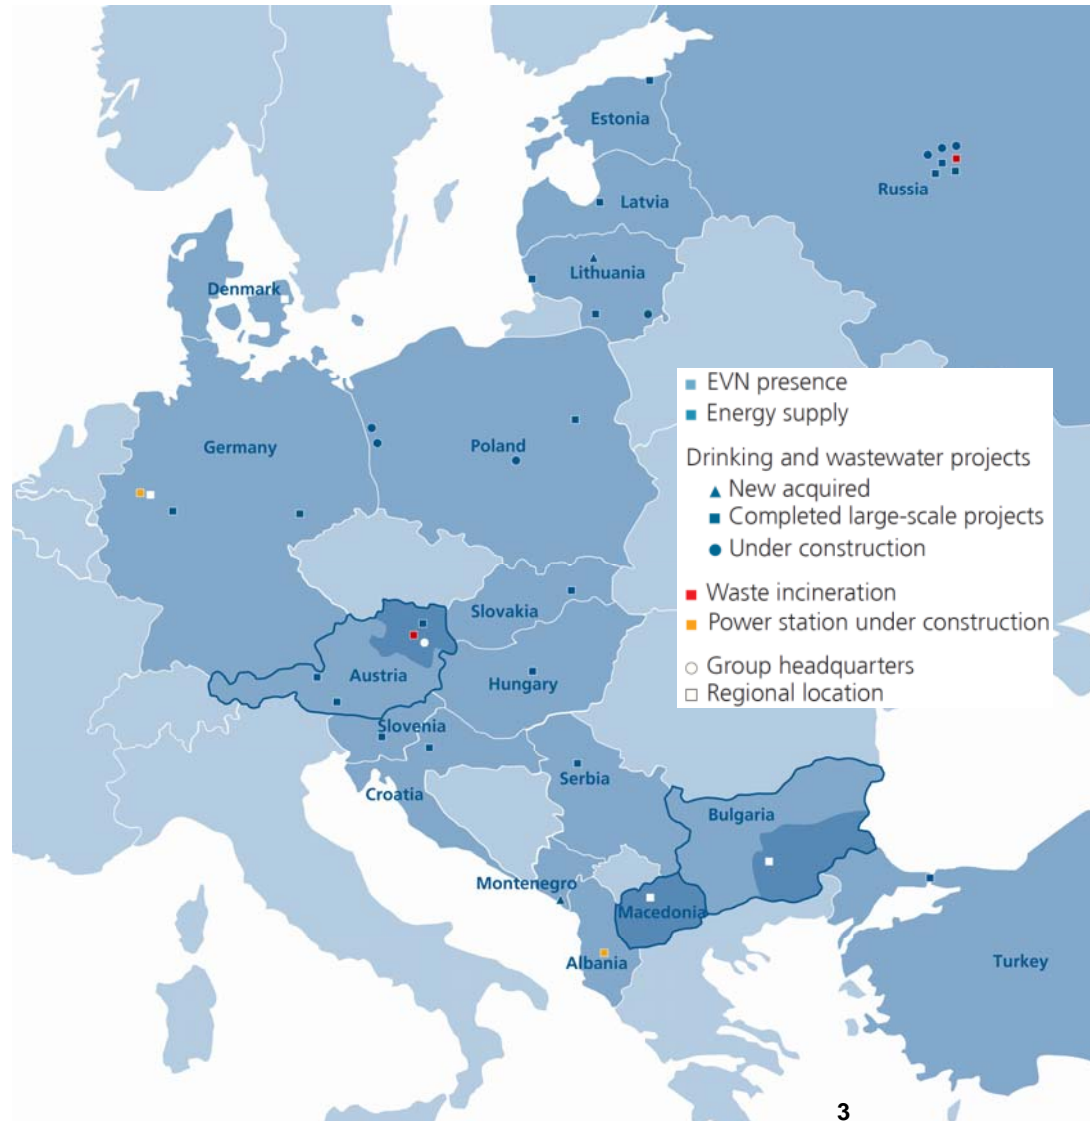 Estonia
Russia
Latvia
Lithuania
Denmark
EVN presence
Energy supply
Germany
Poland
Drinking and wastewater projects
New acquired
Completed large-scale projects
Under construction
Waste incineration
Slovakia
Power station under construction
Group headquarters
Austria
Hungary
Regional location
Slovenia
Serbia
Croatia
Bulgaria
Montenegro
Macedonia
Albania
Turkey
3